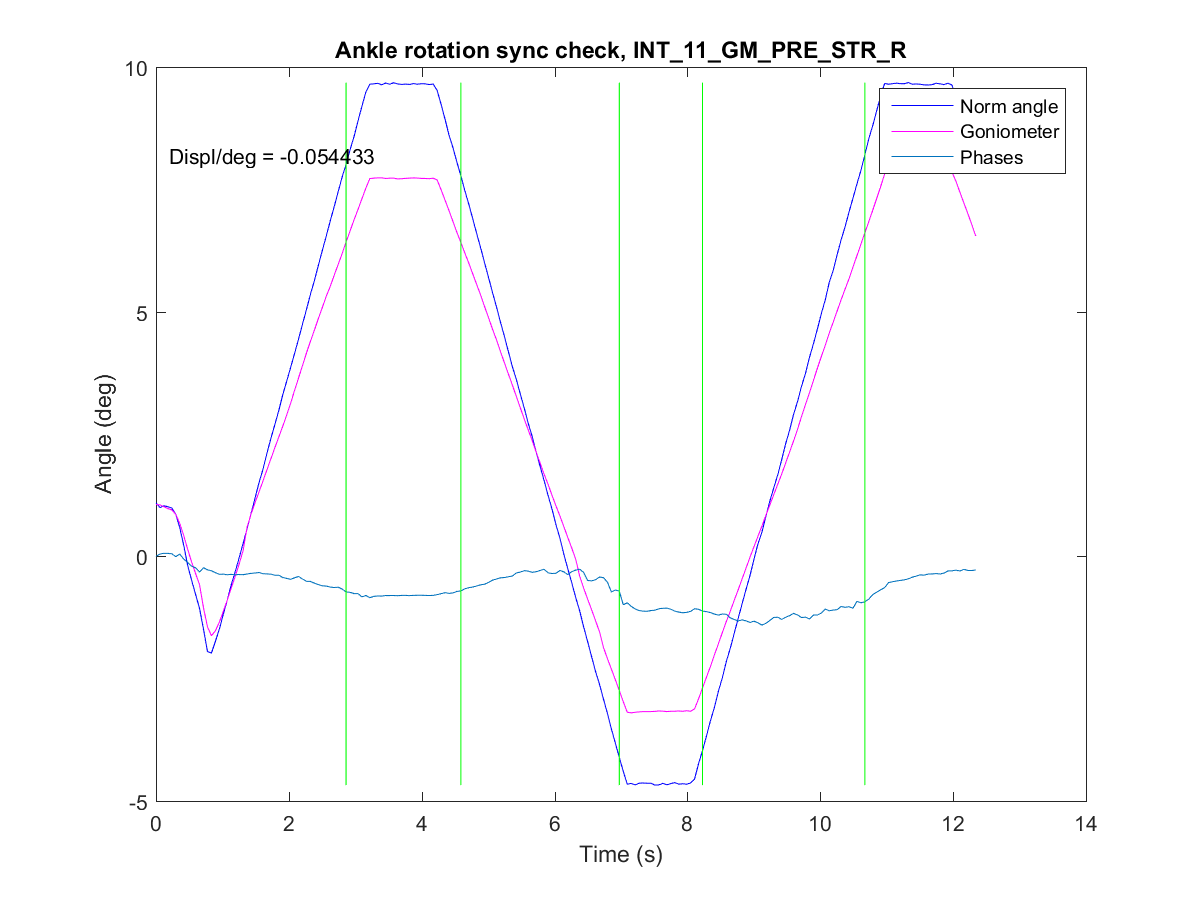 Ankle rotation sync check, INT_11_GM_PRE_STR_R
10
Norm angle
Goniometer
Phases
Displ/deg = -0.054433
5
0
-5
Angle (deg)
0 2 4 6 8 10 12 14
Time (s)